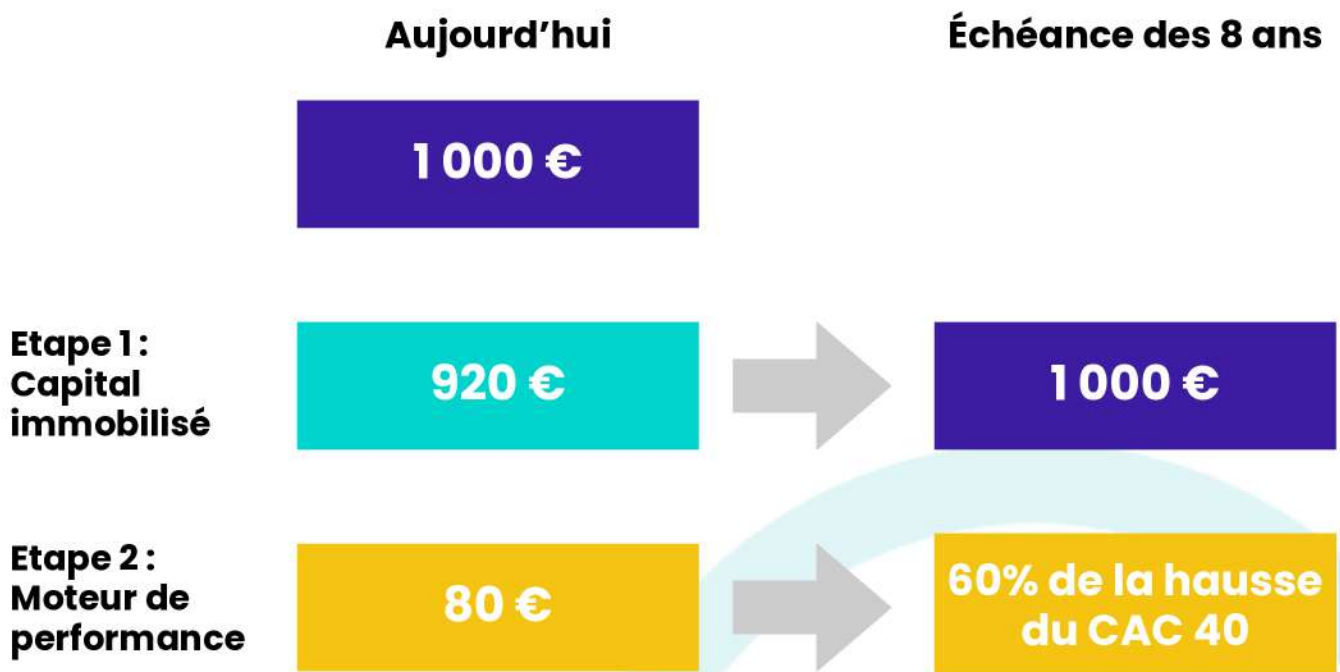 Aujourd’hui
Échéance des 8 ans
1 000 €
Etape 1 :
Capital
immobilisé
920 €
1 000 €
Etape 2 :
Moteur de
performance
80 €
60% de la hausse
du CAC 40